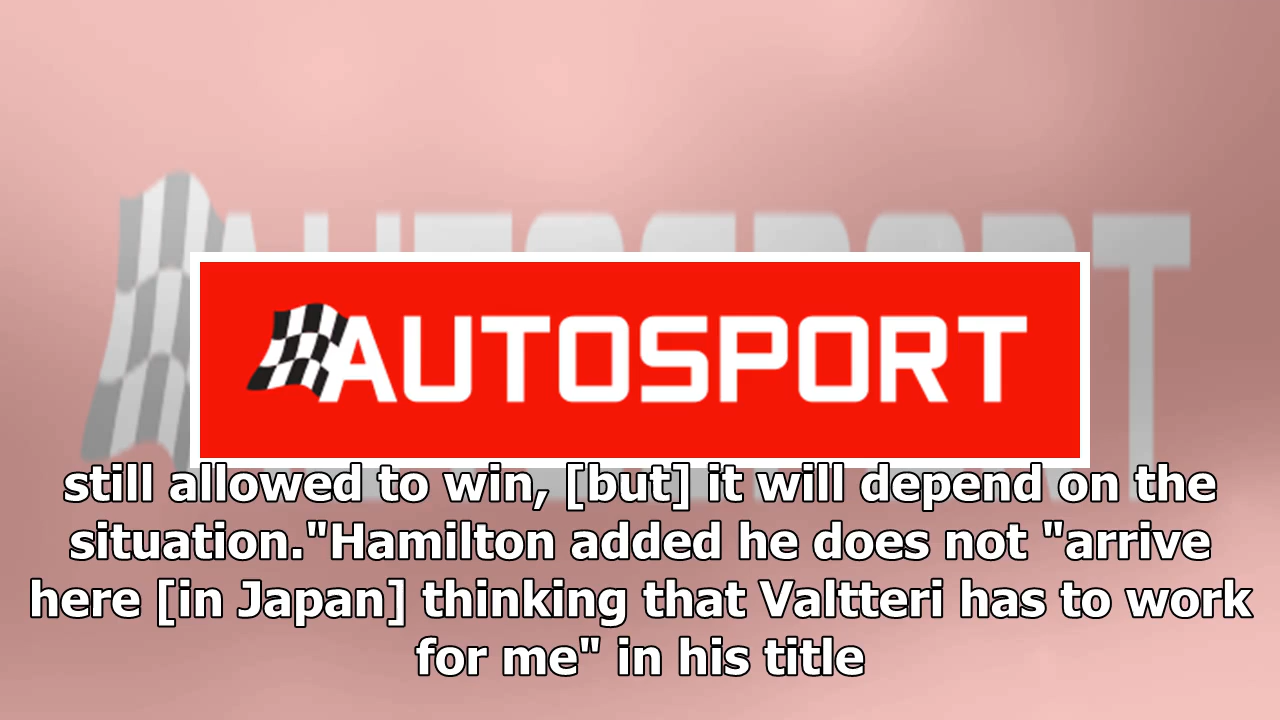 AUTOSPORT
AUTOSPORT
still allowed to win, [but] it will depend on the
situation."Hamilton added he does not "arrive
here [in Japan] thinking that Valtteri has to work
for me" in his title